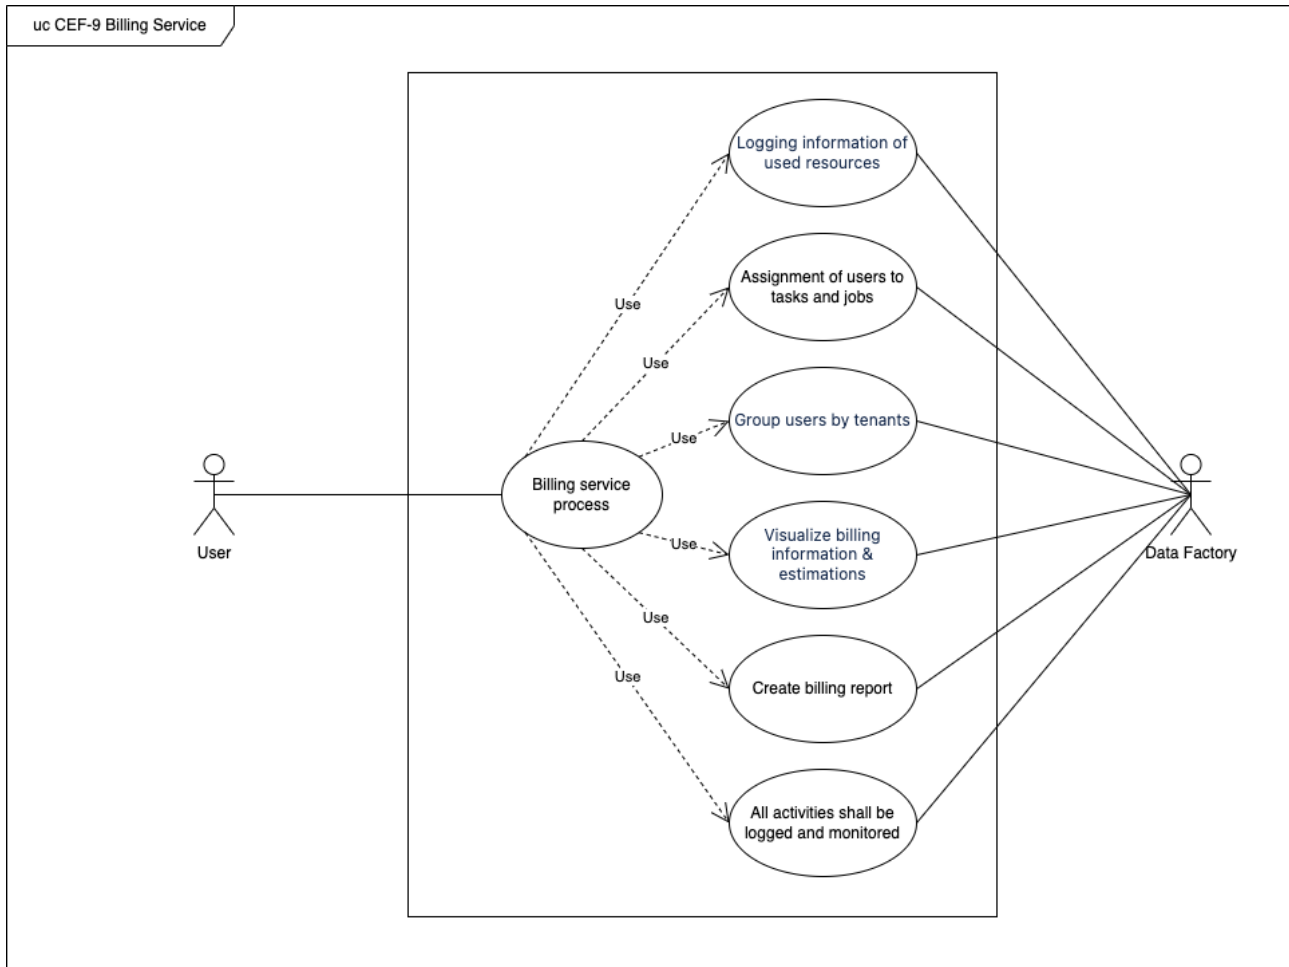 uc CEF-9 Billing Service
Logging information of
used resources
Use
Assignment of users to
tasks and jobs
Use
Group users by tenants
Use
Billing service
process
User
Visualize billing
information &
estimations
Use
Data Factory
Use
Create billing report
Use
All activities shall be
logged and monitored